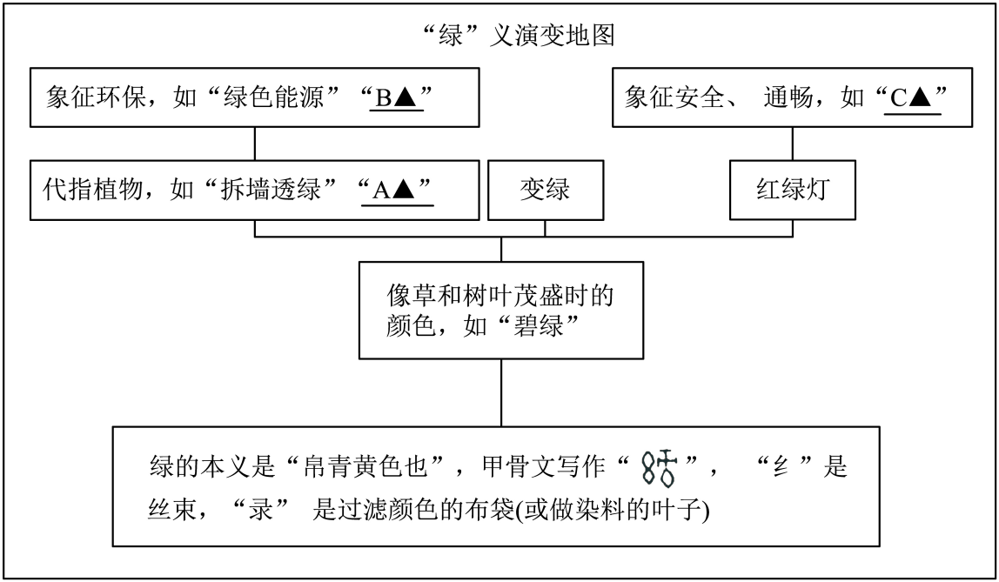 “绿”义演变地图
象征环保，如“绿色能源”“B▲”
象征安全、 通畅，如“C▲”
代指植物，如“拆墙透绿”“A▲”
变绿
红绿灯
像草和树叶茂盛时的
颜色，如“碧绿”
绿的本义是“帛青黄色也”，甲骨文写作“ ”， “纟”是
丝束，“录” 是过滤颜色的布袋(或做染料的叶子)